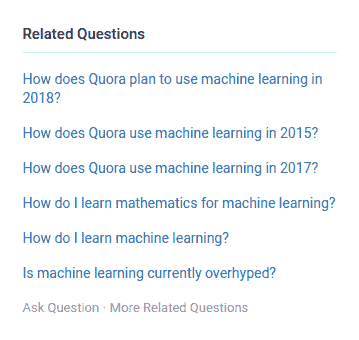 Related Questions
How does Quora plan to use machine learning in
2018?
How does Quora use machine learning in 2015?
How does Quora use machine learning in 2017?
How do I learn mathematics for machine learning?
How do I learn machine learning?
Is machine learning currently overhyped?
Ask Question · More Related Questions